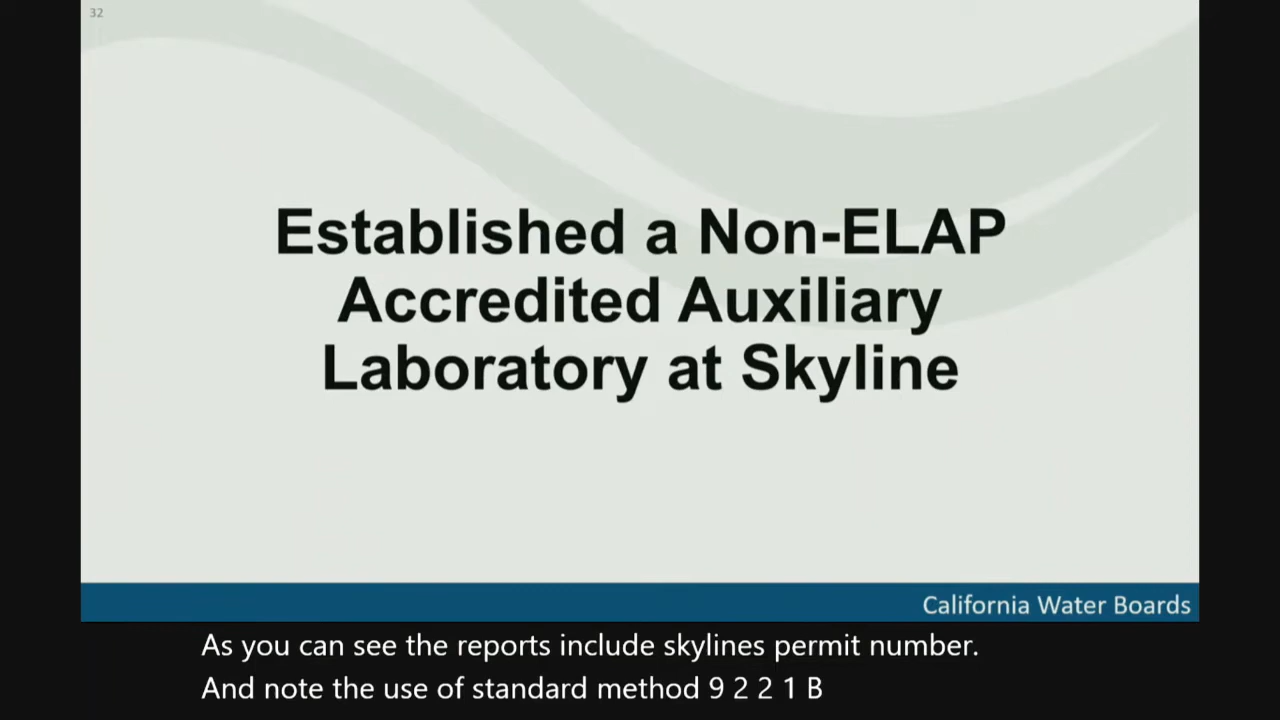 32
Established a Non-ELAP
Accredited Auxiliary
Laboratory at Skyline
California Water Boards
As you can see the reports include skylines permit number.
And note the use of standard method 9 2 2 1 B